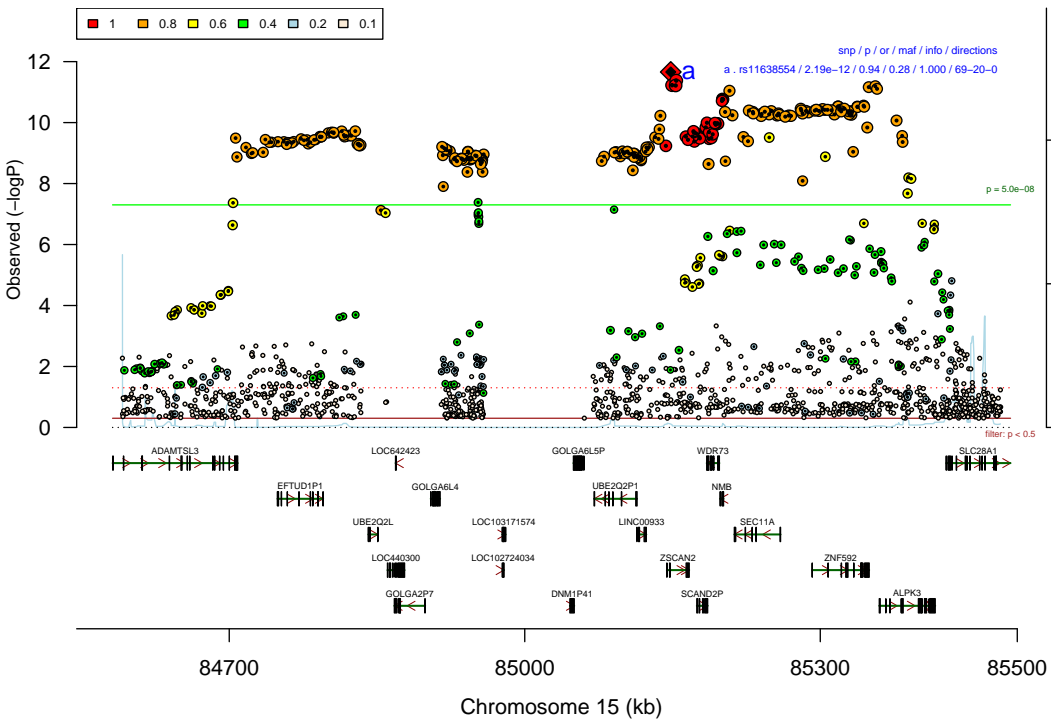 1 0.8 0.6 0.4 0.2 0.1
snp / p / or / maf / info / directions
a . rs11638554 / 2.19e−12 / 0.94 / 0.28 / 1.000 / 69−20−0
a
12
10
8
6
4
2
0
Observed (−logP)
p = 5.0e−08
filter: p < 0.5
ADAMTSL3 LOC642423 GOLGA6L5P WDR73 SLC28A1
EFTUD1P1 GOLGA6L4 UBE2Q2P1 NMB
UBE2Q2L LOC103171574 LINC00933 SEC11A
LOC440300 LOC102724034 ZSCAN2 ZNF592
GOLGA2P7 DNM1P41 SCAND2P ALPK3
84700 85000 85300 85500
Chromosome 15 (kb)